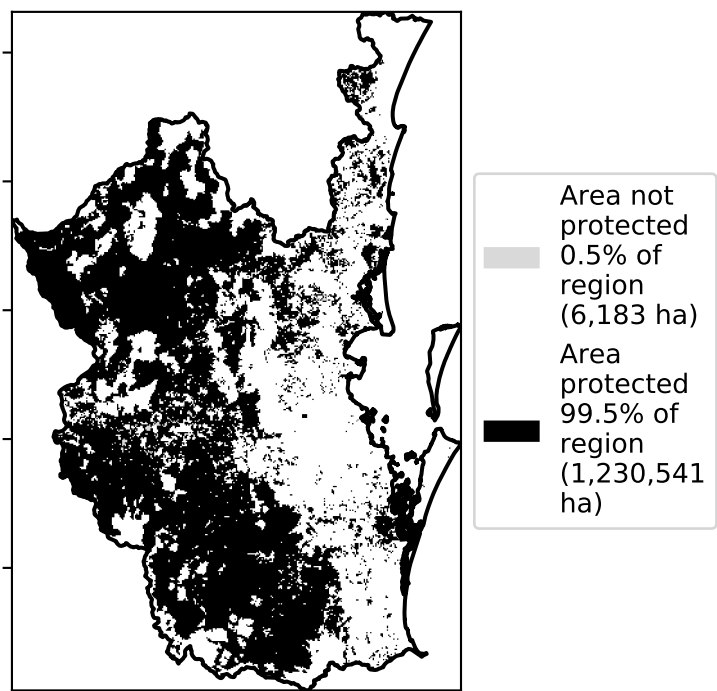 Area not
protected
0.5% of
region
(6,183 ha)
Area
protected
99.5% of
region
(1,230,541
ha)